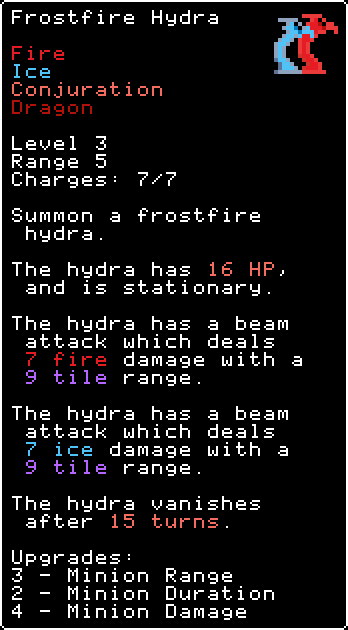 Frostfire Hydra
Fire
Ice
Conjuration
Dragon
Level 3
Range 5
Charges: 7/7
Summon a frostfire
hydra.
The hydra has 16 HP,
and is stationary.
The hydra has a beam
attack which deals
7 fire damage with a
9 tile range.
The hydra has a beam
attack which deals
7 ice damage with a
9 tile range.
The hydra vanishes
after 15 turns.
Upgrades:
3 - Minion Range
2 - Minion Duration
4 - Minion Damage